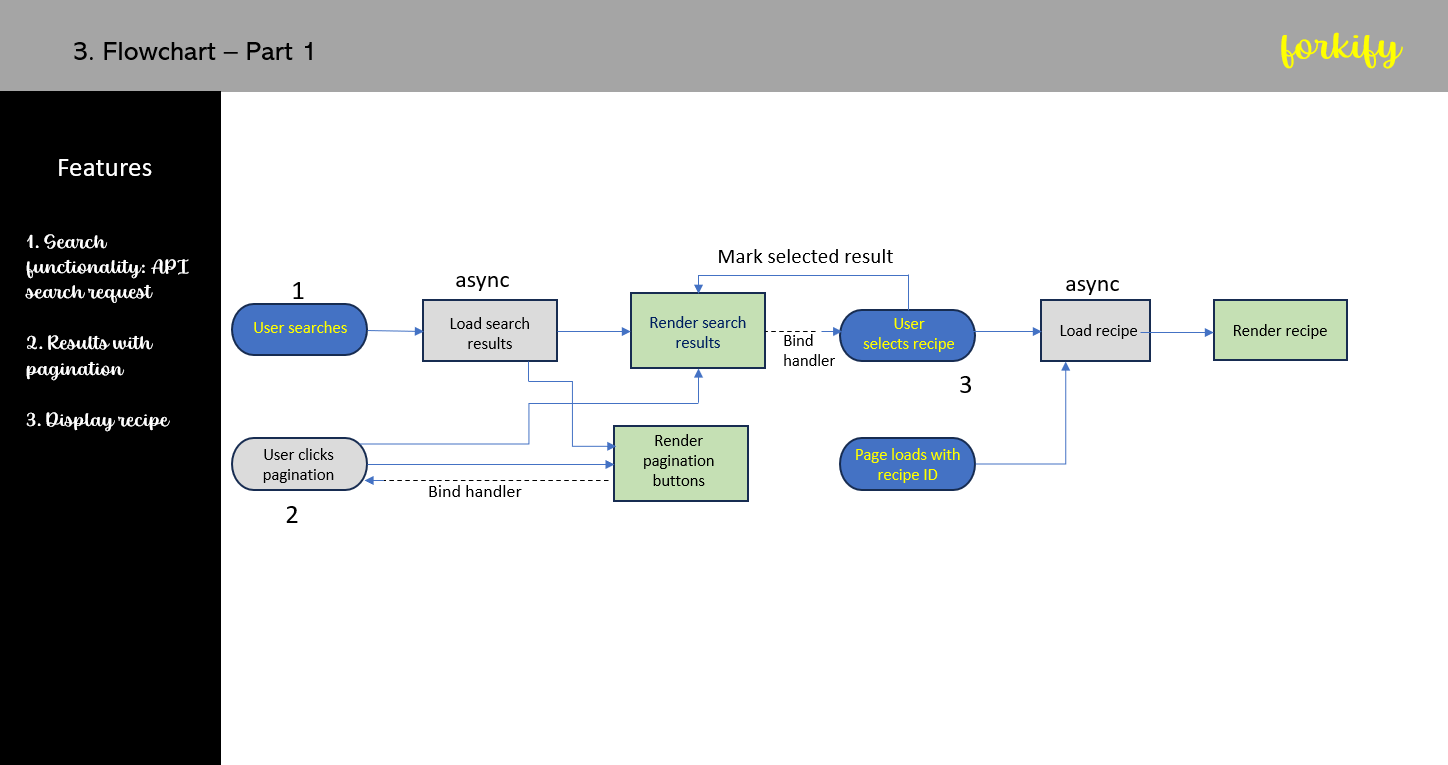 3. Flowchart – Part 1
forkify
Features
1. Search
functionality: API
search request
2. Results with
pagination
3. Display recipe
Mark selected result
async
async
1
User searches
Load search
results
Render search
results
Bind
handler
User
selects recipe
Load recipe
Render recipe
3
User clicks
pagination
Bind handler
Render
pagination
buttons
Page loads with
recipe ID
2